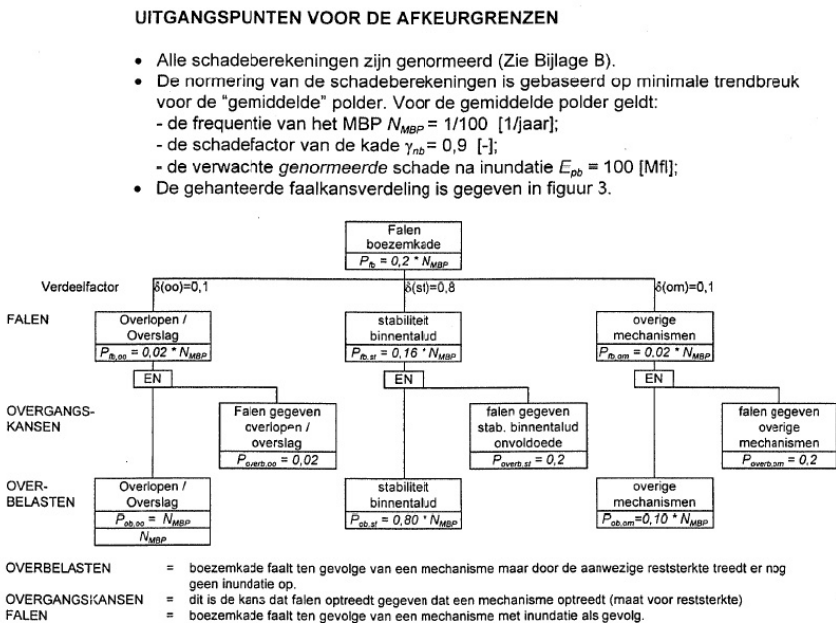 UITGANGSPUNTEN VOOR DE AFKEURGRENZEN
• Alle schadeberekeningen zijn genormeerd (Zie Bijlage B).
• De normering van de schadeberekeningen is gebaseerd op minimale trendbreuk
voor de "gemiddelde" polder. Voor de gemiddelde polder geldt:
- de frequentie van het MBP N_MBP = 1/100 [1/jaar];
- de schadefactor van de kade γ_nb = 0,9 [-];
- de verwachte genormeerde schade na inundatie E_pb = 100 [Mfl];
• De gehanteerde faalkansverdeling is gegeven in figuur 3.
Falen
boezemkade
P_fb = 0,2 * N_MBP
Verdeelfactor δ(oo)=0,1 δ(st)=0,8 δ(om)=0,1
FALEN
Overlopen /
Overslag
P_fb,oo = 0,02 * N_MBP
stabiliteit
binnentalud
P_fb,st = 0,16 * N_MBP
overige
mechanismen
P_fb,om = 0,02 * N_MBP
EN EN EN
OVERGANGS-
KANSEN
Falen gegeven
overlopen /
overslag
P_overb,oo = 0,02
falen gegeven
stab. binnentalud
onvoldoede
P_overb,st = 0,2
falen gegeven
overige
mechanismen
P_overb,om = 0,2
OVER-
BELASTEN
Overlopen /
Overslag
P_ob,oo = N_MBP
N_MBP
stabiliteit
binnentalud
P_ob,st = 0,80 * N_MBP
overige
mechanismen
P_ob,om=0,10 * N_MBP
OVERBELASTEN = boezemkade faalt ten gevolge van een mechanisme maar door de aanwezige reststerkte treedt er nog
geen inundatie op.
OVERGANGSKANSEN = dit is de kans dat falen optreedt gegeven dat een mechanisme optreedt (maat voor reststerkte)
FALEN = boezemkade faalt ten gevolge van een mechanisme met inundatie als gevolg.